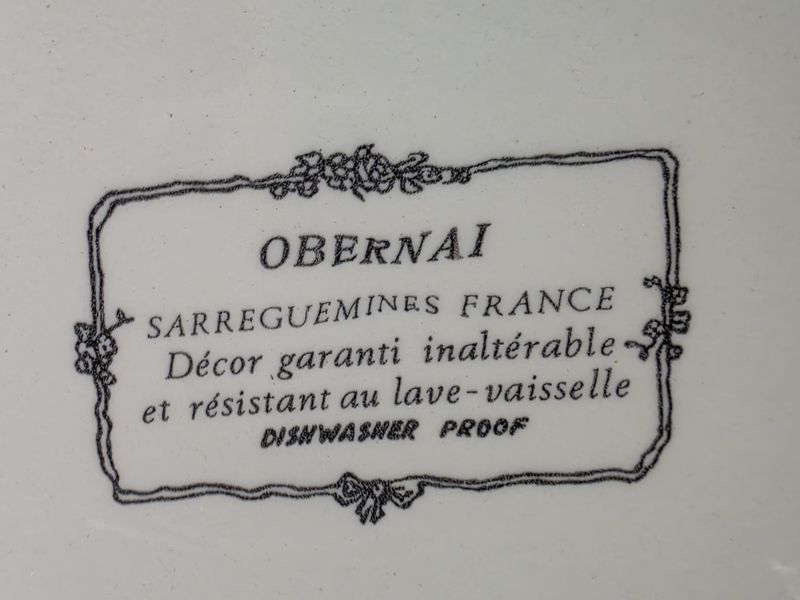 OBERNAI
SARREGUEMINES FRANCE
Décor garanti inaltérable
et résistant au lave-vaisselle
DISHWASHER PROOF